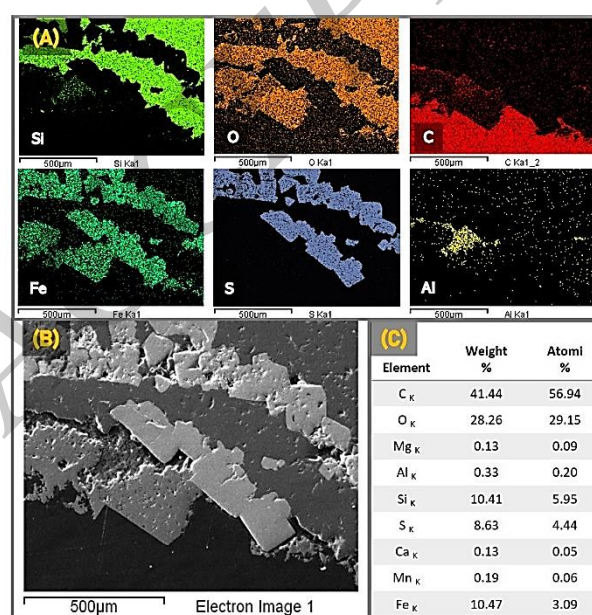 (A)
Si
O
C
500μm
Si Ka1
500μm
O Ka1
500μm
C Ka1_2
Fe
S
Al
500μm
Fe Ka1
500μm
S Ka1
500μm
Al Ka1
(B)
500μm
Electron Image 1
(C)
Element Weight % Atomi %
C K 41.44 56.94
O K 28.26 29.15
Mg K 0.13 0.09
Al K 0.33 0.20
Si K 10.41 5.95
S K 8.63 4.44
Ca K 0.13 0.05
Mn K 0.19 0.06
Fe K 10.47 3.09